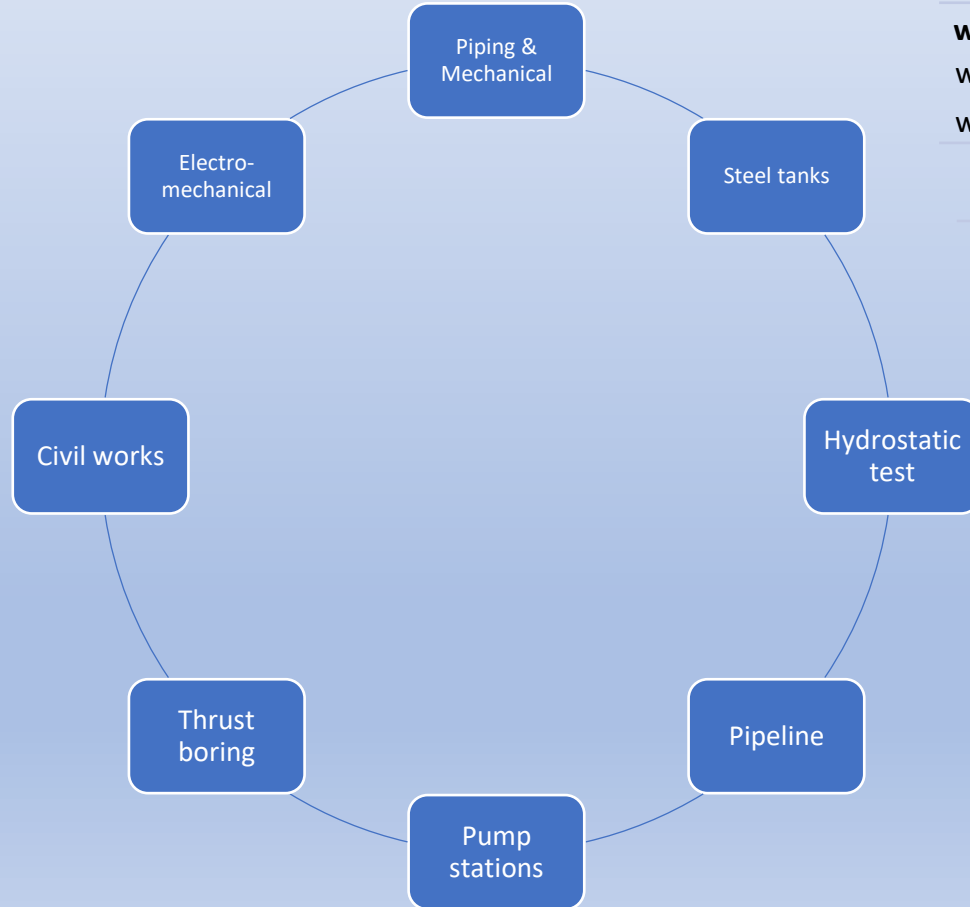 Piping &
Mechanical
Steel tanks
Hydrostatic
test
Pipeline
Pump
stations
Thrust
boring
Civil works
Electro-
mechanical